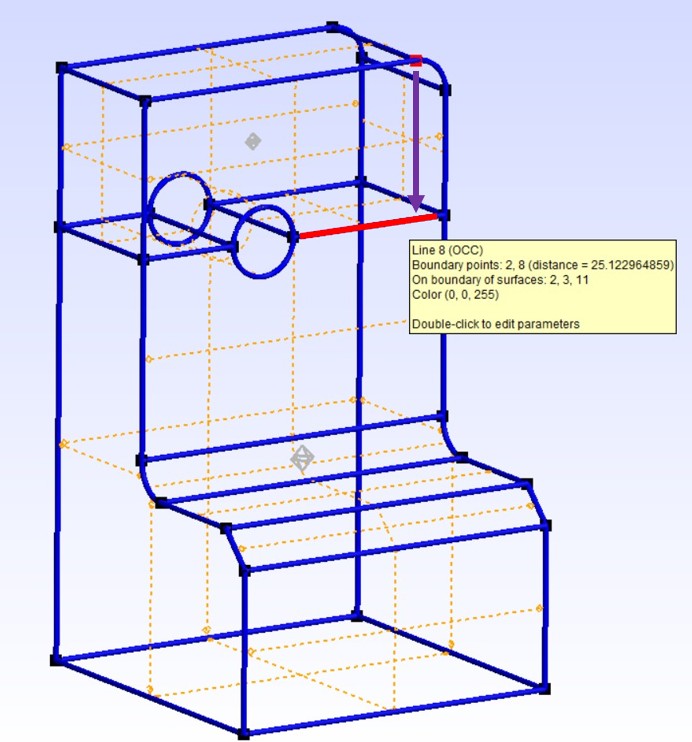 Line 8 (OCC)
Boundary points: 2, 8 (distance = 25.122964859)
On boundary of surfaces: 2, 3, 11
Color (0, 0, 255)
Double-click to edit parameters